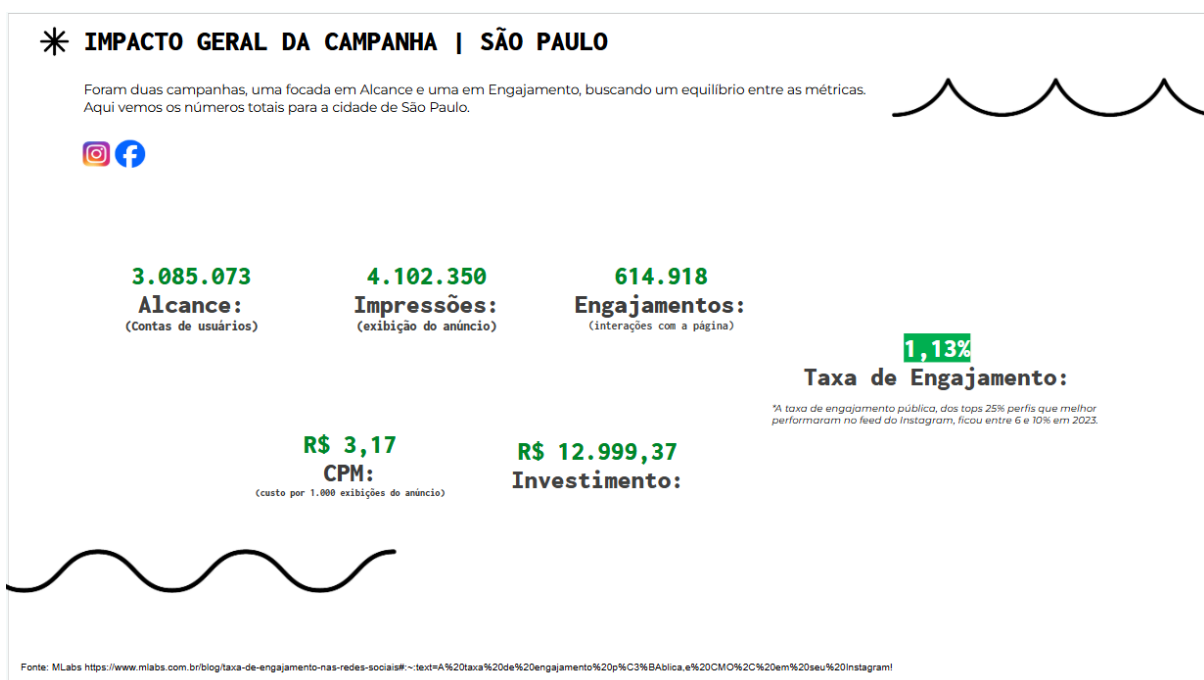 IMPACTO GERAL DA CAMPANHA | SÃO PAULO
Foram duas campanhas, uma focada em Alcance e uma em Engajamento, buscando um equilíbrio entre as métricas.
Aqui vemos os números totais para a cidade de São Paulo.
3.085.073
Alcance:
(Contas de usuários)
4.102.350
Impressões:
(exibição do anúncio)
614.918
Engajamentos:
(interações com a página)
1,13%
Taxa de Engajamento:
*A taxa de engajamento pública, dos tops 25% perfis que melhor
performaram no feed do Instagram, ficou entre 6 e 10% em 2023.
R$ 3,17
CPM:
(custo por 1.000 exibições do anúncio)
R$ 12.999,37
Investimento:
Fonte: MLabs https://www.mlabs.com.br/blog/taxa-de-engajamento-nas-redes-sociais#:~:text=A%20taxa%20de%20engajamento%20p%C3%BAblica,e%20CMO%2C%20em%20seu%20Instagram!